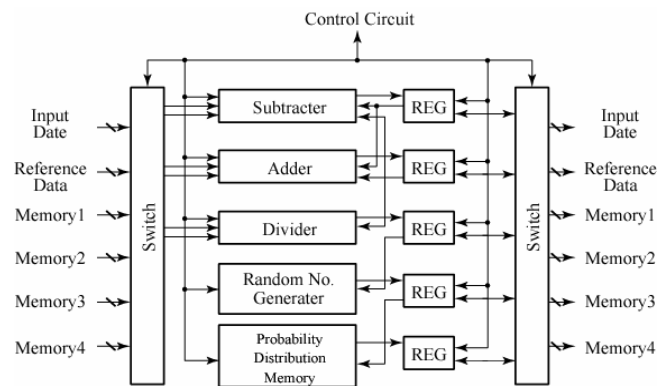 Control Circuit
Input
Date
Reference
Data
Memory1
Memory2
Memory3
Memory4
Switch
Subtracter
Adder
Divider
Random No.
Generater
Probability
Distribution
Memory
REG
REG
REG
REG
REG
Switch
Input
Date
Reference
Data
Memory1
Memory2
Memory3
Memory4